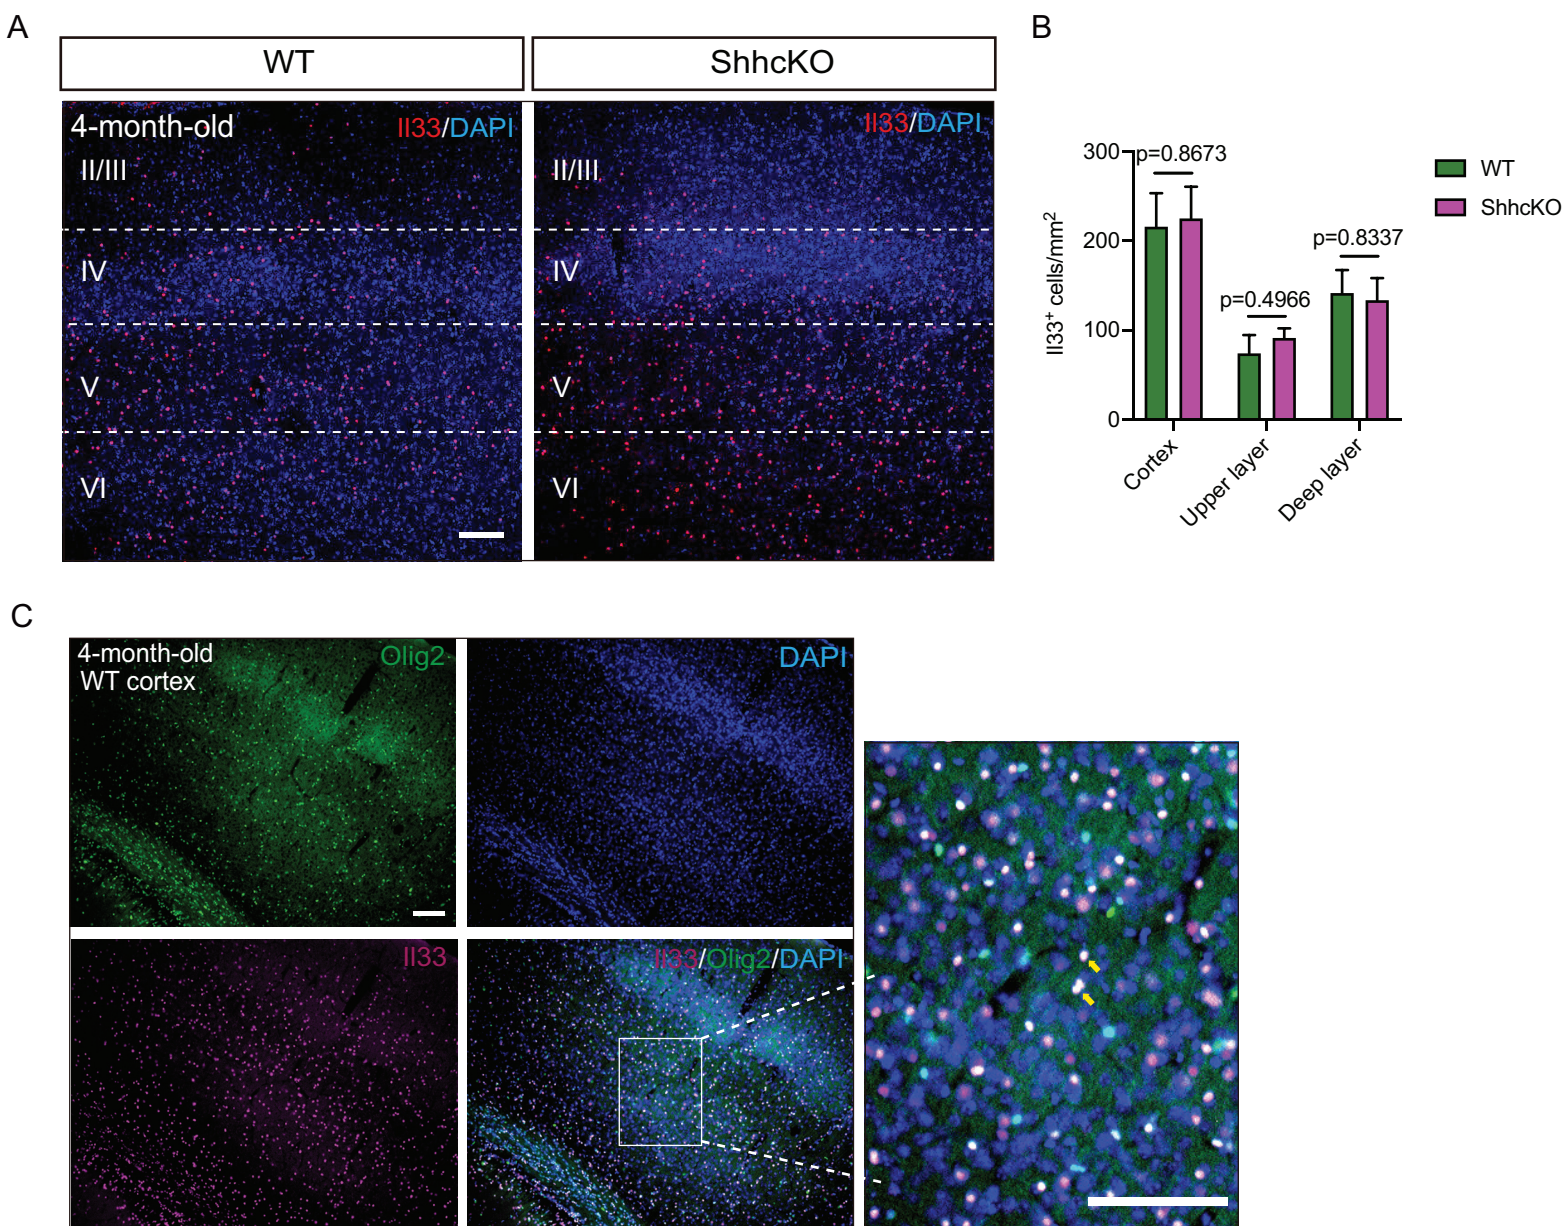 A
WT
ShhcKO
4-month-old
Il33/DAPI
II/III
IV
V
VI
Il33/DAPI
II/III
IV
V
VI
B
300
200
100
0
Il33+ cells/mm2
p=0.8673
p=0.4966
p=0.8337
Cortex
Upper layer
Deep layer
WT
ShhcKO
C
4-month-old
WT cortex
Olig2
DAPI
Il33
Il33/Olig2/DAPI